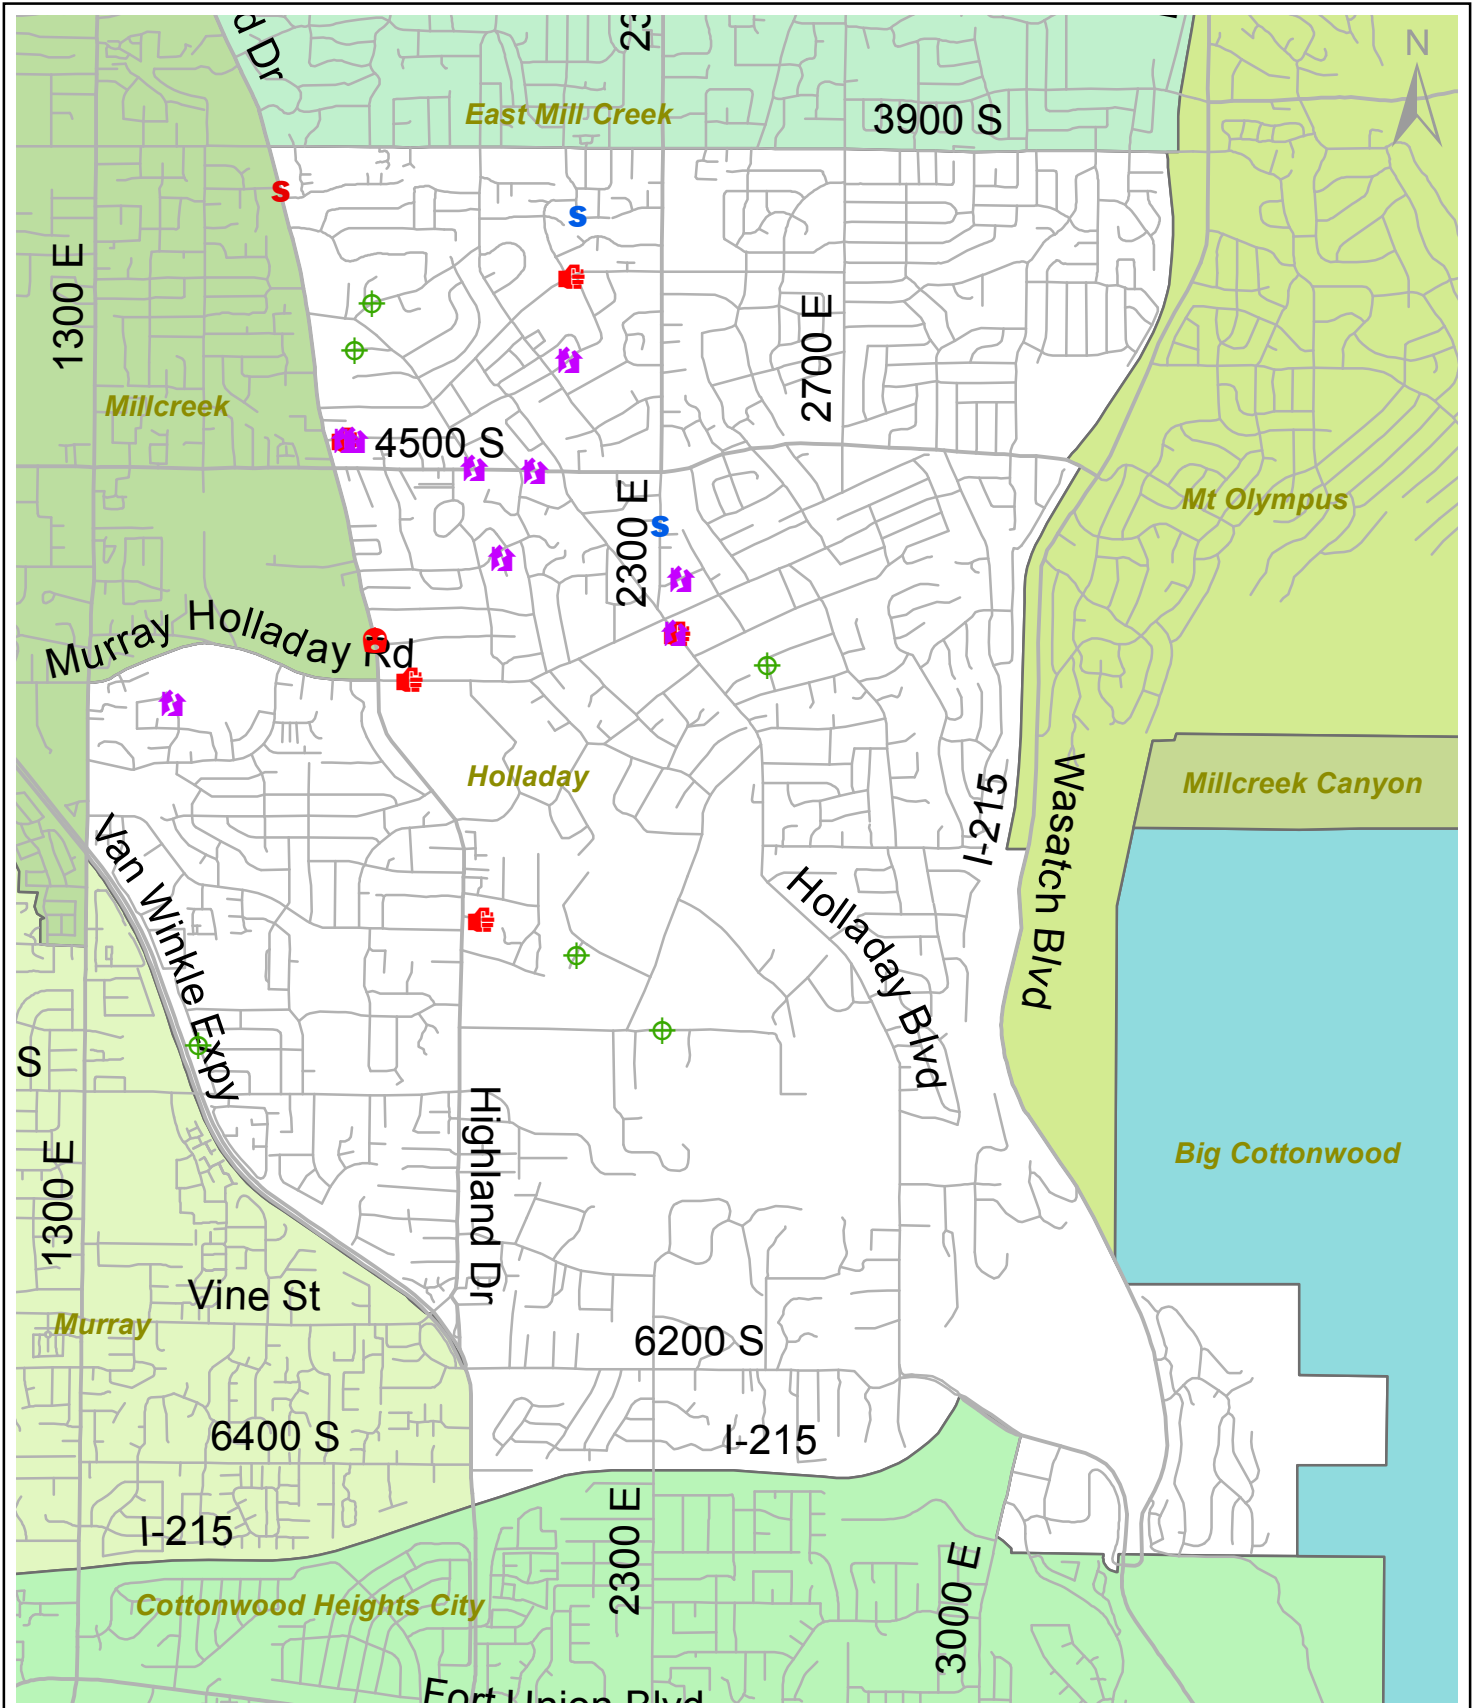 d Dr
23
N
East Mill Creek
3900 S
s
s
1300 E
2700 E
Millcreek
4500 S
Mt Olympus
2300 E
s
Murray Holladay Rd
Holladay
I-215
Wasatch Blvd
Millcreek Canyon
Van Winkle Expy
Holladay Blvd
S
Highland Dr
1300 E
Big Cottonwood
Vine St
Murray
6200 S
6400 S
I-215
I-215
2300 E
3000 E
Cottonwood Heights City
Fort Union Blvd